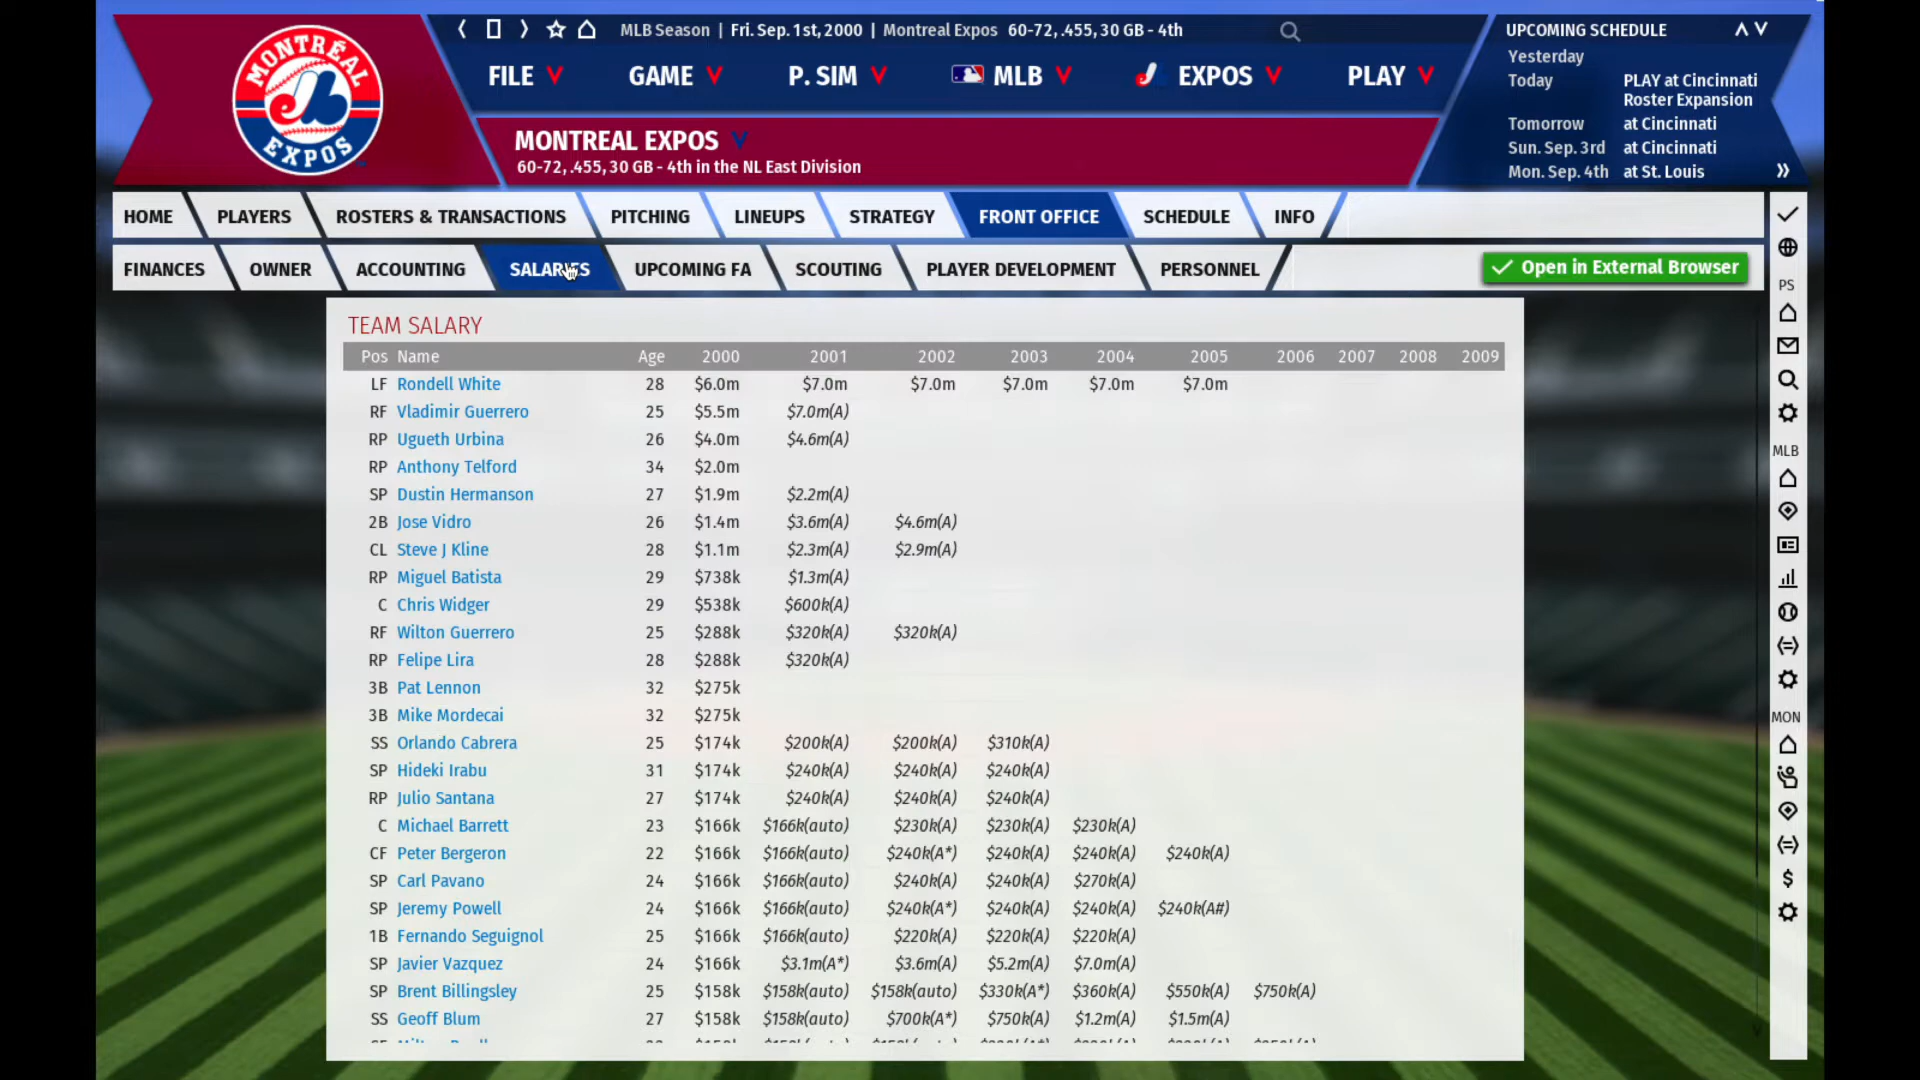 MONTRÉAL
EXPOS
MLB Season | Fri. Sep. 1st, 2000 | Montreal Expos 60-72, .455, 30 GB - 4th
FILE GAME P. SIM MLB EXPOS PLAY
MONTREAL EXPOS
60-72, .455, 30 GB - 4th in the NL East Division
UPCOMING SCHEDULE
Yesterday
Today PLAY at Cincinnati
Roster Expansion
Tomorrow at Cincinnati
Sun. Sep. 3rd at Cincinnati
Mon. Sep. 4th at St. Louis
HOME PLAYERS ROSTERS & TRANSACTIONS PITCHING LINEUPS STRATEGY FRONT OFFICE SCHEDULE INFO
FINANCES OWNER ACCOUNTING SALARIES UPCOMING FA SCOUTING PLAYER DEVELOPMENT PERSONNEL
Open in External Browser
PS
MLB
MON
TEAM SALARY
Pos Name Age 2000 2001 2002 2003 2004 2005 2006 2007 2008 2009
LF Rondell White 28 $6.0m $7.0m $7.0m $7.0m $7.0m $7.0m
RF Vladimir Guerrero 25 $5.5m $7.0m(A)
RP Ugueth Urbina 26 $4.0m $4.6m(A)
RP Anthony Telford 34 $2.0m
SP Dustin Hermanson 27 $1.9m $2.2m(A)
2B Jose Vidro 26 $1.4m $3.6m(A) $4.6m(A)
CL Steve J Kline 28 $1.1m $2.3m(A) $2.9m(A)
RP Miguel Batista 29 $738k $1.3m(A)
C Chris Widger 29 $538k $600k(A)
RF Wilton Guerrero 25 $288k $320k(A) $320k(A)
RP Felipe Lira 28 $288k $320k(A)
3B Pat Lennon 32 $275k
3B Mike Mordecai 32 $275k
SS Orlando Cabrera 25 $174k $200k(A) $200k(A) $310k(A)
SP Hideki Irabu 31 $174k $240k(A) $240k(A) $240k(A)
RP Julio Santana 27 $174k $240k(A) $240k(A) $240k(A)
C Michael Barrett 23 $166k $166k(auto) $230k(A) $230k(A) $230k(A)
CF Peter Bergeron 22 $166k $166k(auto) $240k(A*) $240k(A) $240k(A) $240k(A)
SP Carl Pavano 24 $166k $166k(auto) $240k(A) $240k(A) $270k(A)
SP Jeremy Powell 24 $166k $166k(auto) $240k(A*) $240k(A) $240k(A) $240k(A#)
1B Fernando Seguignol 25 $166k $166k(auto) $220k(A) $220k(A) $220k(A)
SP Javier Vazquez 24 $166k $3.1m(A*) $3.6m(A) $5.2m(A) $7.0m(A)
SP Brent Billingsley 25 $158k $158k(auto) $158k(auto) $330k(A*) $360k(A) $550k(A) $750k(A)
SS Geoff Blum 27 $158k $158k(auto) $700k(A*) $750k(A) $1.2m(A) $1.5m(A)